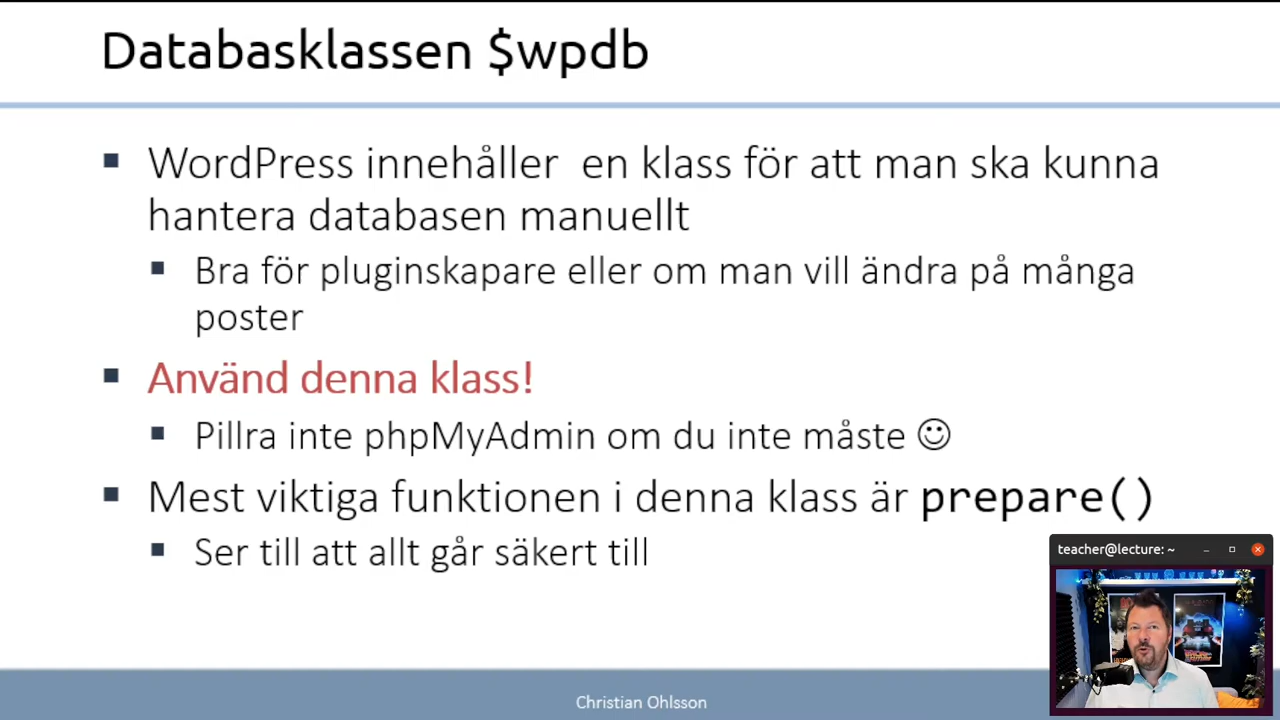 Databasklassen $wpdb
WordPress innehåller en klass för att man ska kunna
hantera databasen manuellt
Bra för pluginskapare eller om man vill ändra på många
poster
Använd denna klass!
Pillra inte phpMyAdmin om du inte måste ☺
Mest viktiga funktionen i denna klass är prepare()
Ser till att allt går säkert till
teacher@lecture: ~
Christian Ohlsson